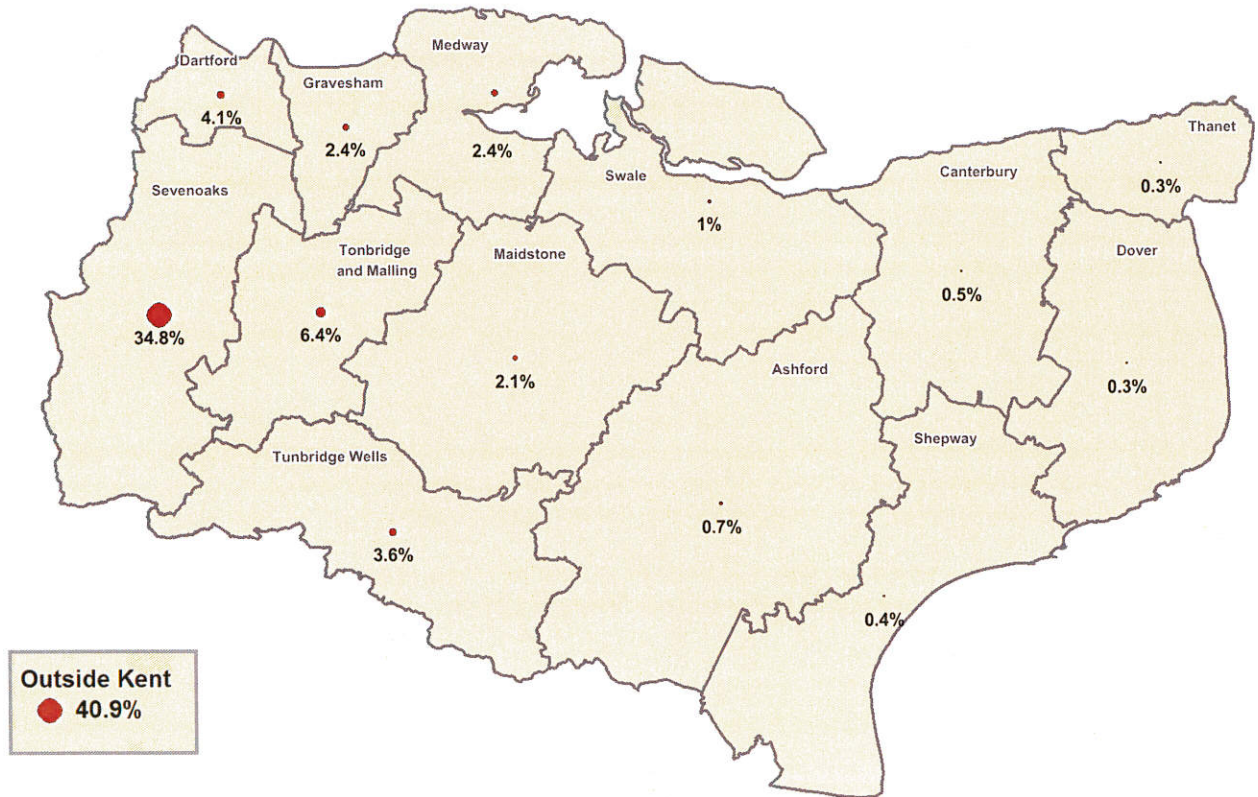 Medway
Dartford
Gravesham
4.1%
2.4%
2.4%
Thanet
0.3%
Sevenoaks
Swale
Canterbury
1%
Tonbridge
and Malling
Maidstone
Dover
34.8%
6.4%
2.1%
0.5%
0.3%
Ashford
Shepway
Tunbridge Wells
3.6%
0.7%
0.4%
Outside Kent
40.9%